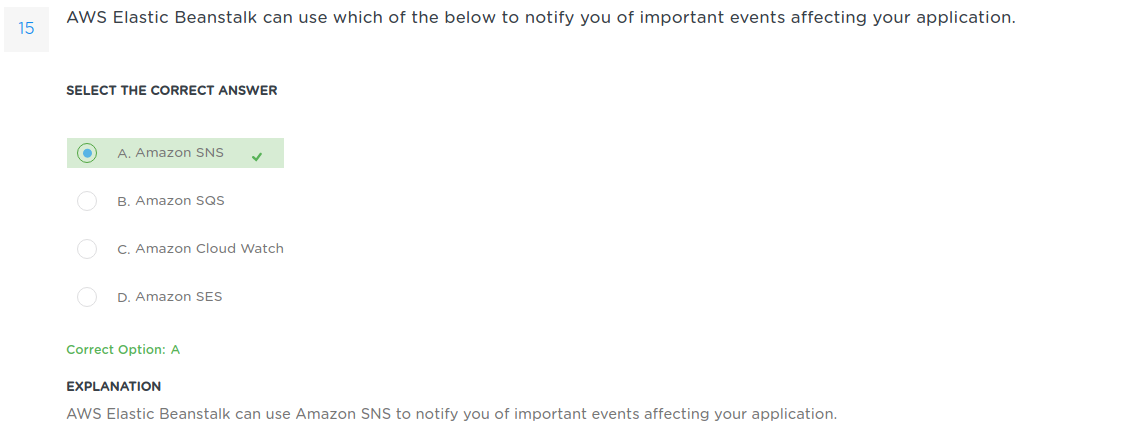 15
AWS Elastic Beanstalk can use which of the below to notify you of important events affecting your application.
SELECT THE CORRECT ANSWER
A. Amazon SNS
B. Amazon SQS
C. Amazon Cloud Watch
D. Amazon SES
Correct Option: A
EXPLANATION
AWS Elastic Beanstalk can use Amazon SNS to notify you of important events affecting your application.